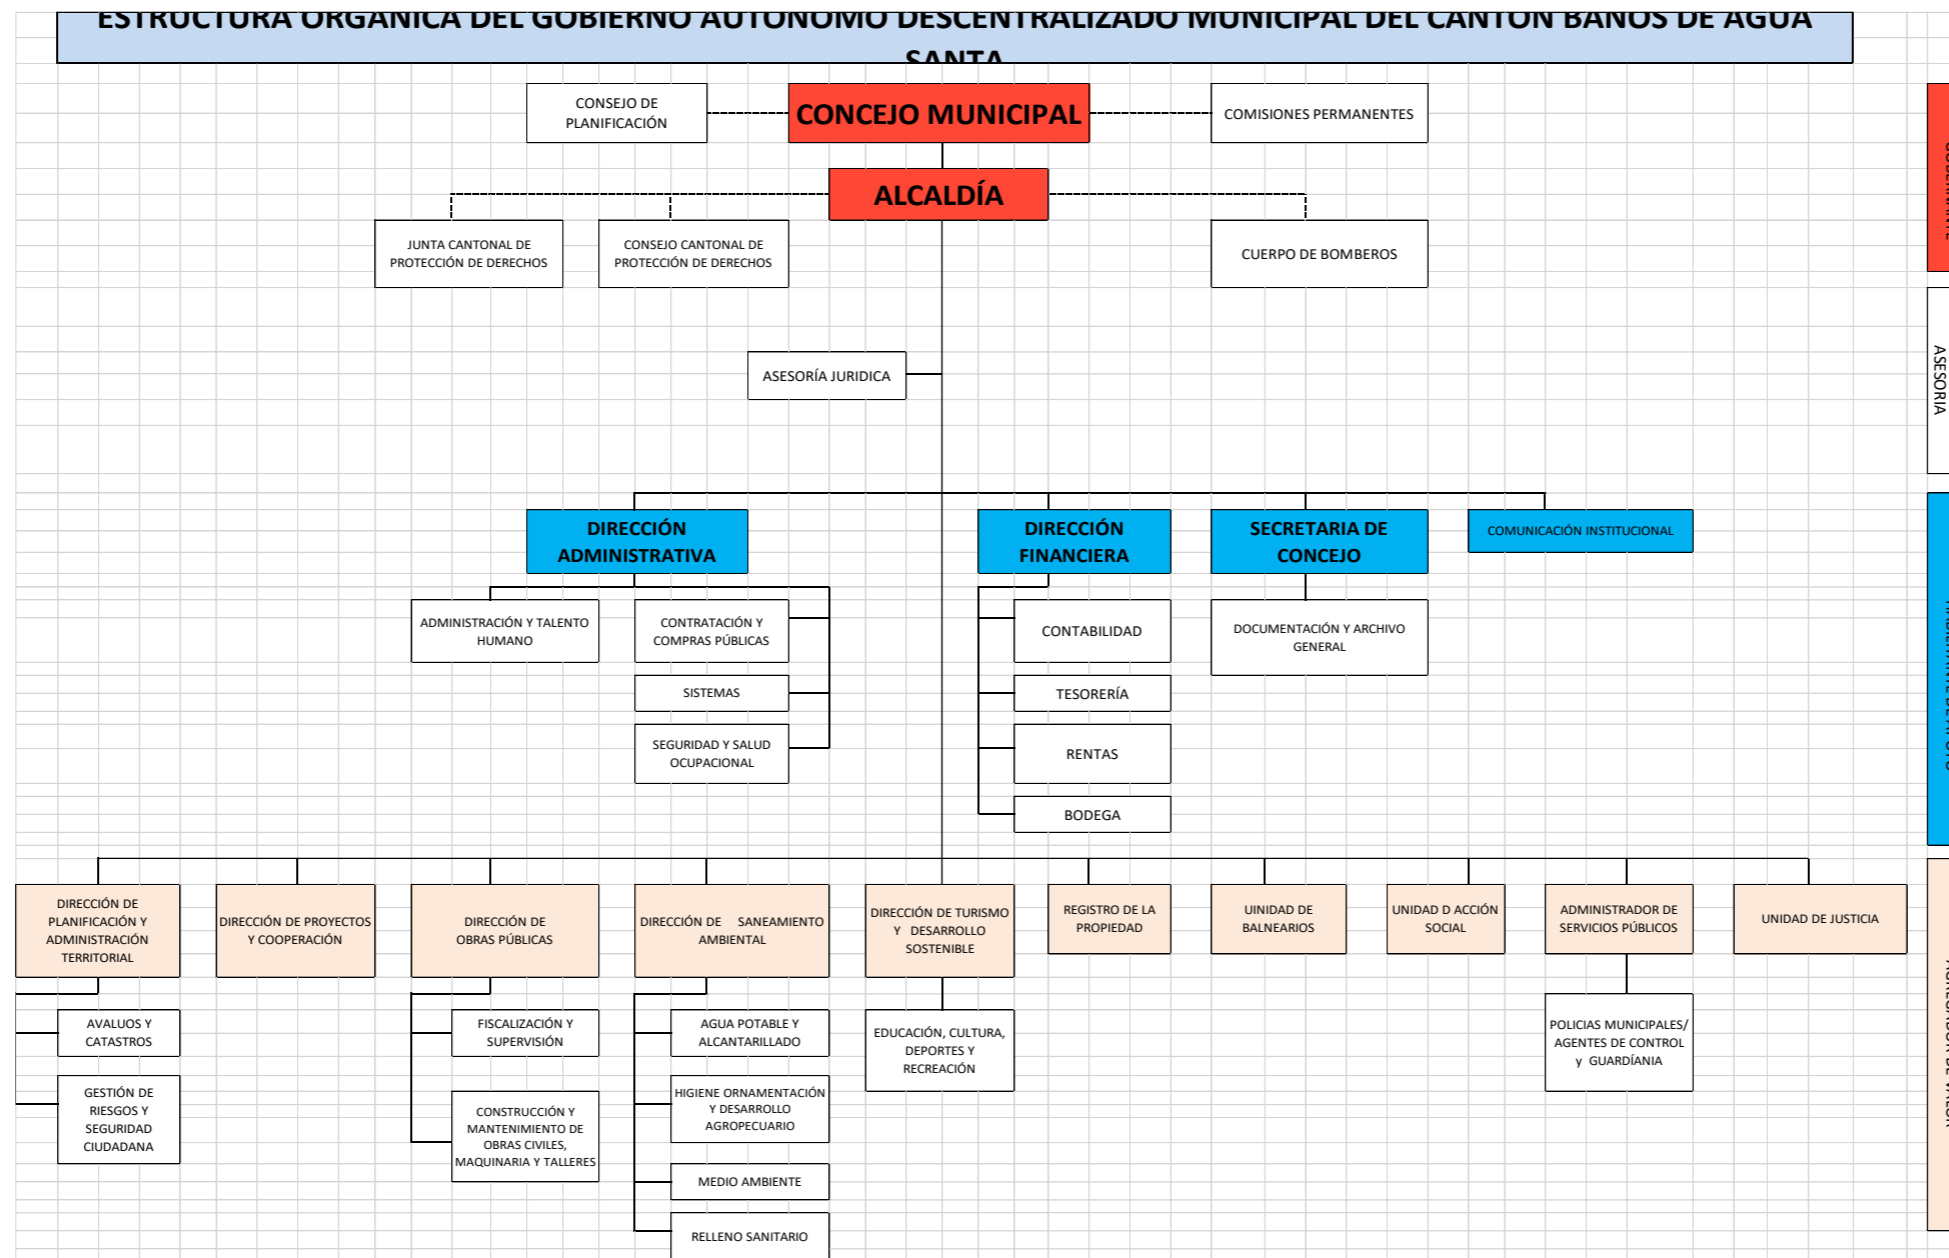 ESTRUCTURA ORGÁNICA DEL GOBIERNO AUTÓNOMO DESCENTRALIZADO MUNICIPAL DEL CANTÓN BAÑOS DE AGUA
SANTA
CONSEJO DE
PLANIFICACIÓN
CONCEJO MUNICIPAL
COMISIONES PERMANENTES
ALCALDÍA
JUNTA CANTONAL DE
PROTECCIÓN DE DERECHOS
CONSEJO CANTONAL DE
PROTECCIÓN DE DERECHOS
CUERPO DE BOMBEROS
ASESORÍA JURIDICA
ASESORIA
DIRECCIÓN
ADMINISTRATIVA
DIRECCIÓN
FINANCIERA
SECRETARIA DE
CONCEJO
COMUNICACIÓN INSTITUCIONAL
ADMINISTRACIÓN Y TALENTO
HUMANO
CONTRATACIÓN Y
COMPRAS PÚBLICAS
SISTEMAS
SEGURIDAD Y SALUD
OCUPACIONAL
CONTABILIDAD
TESORERÍA
RENTAS
BODEGA
DOCUMENTACIÓN Y ARCHIVO
GENERAL
DIRECCIÓN DE
PLANIFICACIÓN Y
ADMINISTRACIÓN
TERRITORIAL
DIRECCIÓN DE PROYECTOS
Y COOPERACIÓN
DIRECCIÓN DE
OBRAS PÚBLICAS
DIRECCIÓN DE SANEAMIENTO
AMBIENTAL
DIRECCIÓN DE TURISMO
Y DESARROLLO
SOSTENIBLE
REGISTRO DE LA
PROPIEDAD
UINIDAD DE
BALNEARIOS
UNIDAD D ACCIÓN
SOCIAL
ADMINISTRADOR DE
SERVICIOS PÚBLICOS
UNIDAD DE JUSTICIA
AVALUOS Y
CATASTROS
GESTIÓN DE
RIESGOS Y
SEGURIDAD
CIUDADANA
FISCALIZACIÓN Y
SUPERVISIÓN
CONSTRUCCIÓN Y
MANTENIMIENTO DE
OBRAS CIVILES,
MAQUINARIA Y TALLERES
AGUA POTABLE Y
ALCANTARILLADO
HIGIENE ORNAMENTACIÓN
Y DESARROLLO
AGROPECUARIO
MEDIO AMBIENTE
RELLENO SANITARIO
EDUCACIÓN, CULTURA,
DEPORTES Y
RECREACIÓN
POLICIAS MUNICIPALES/
AGENTES DE CONTROL
y GUARDÍANIA